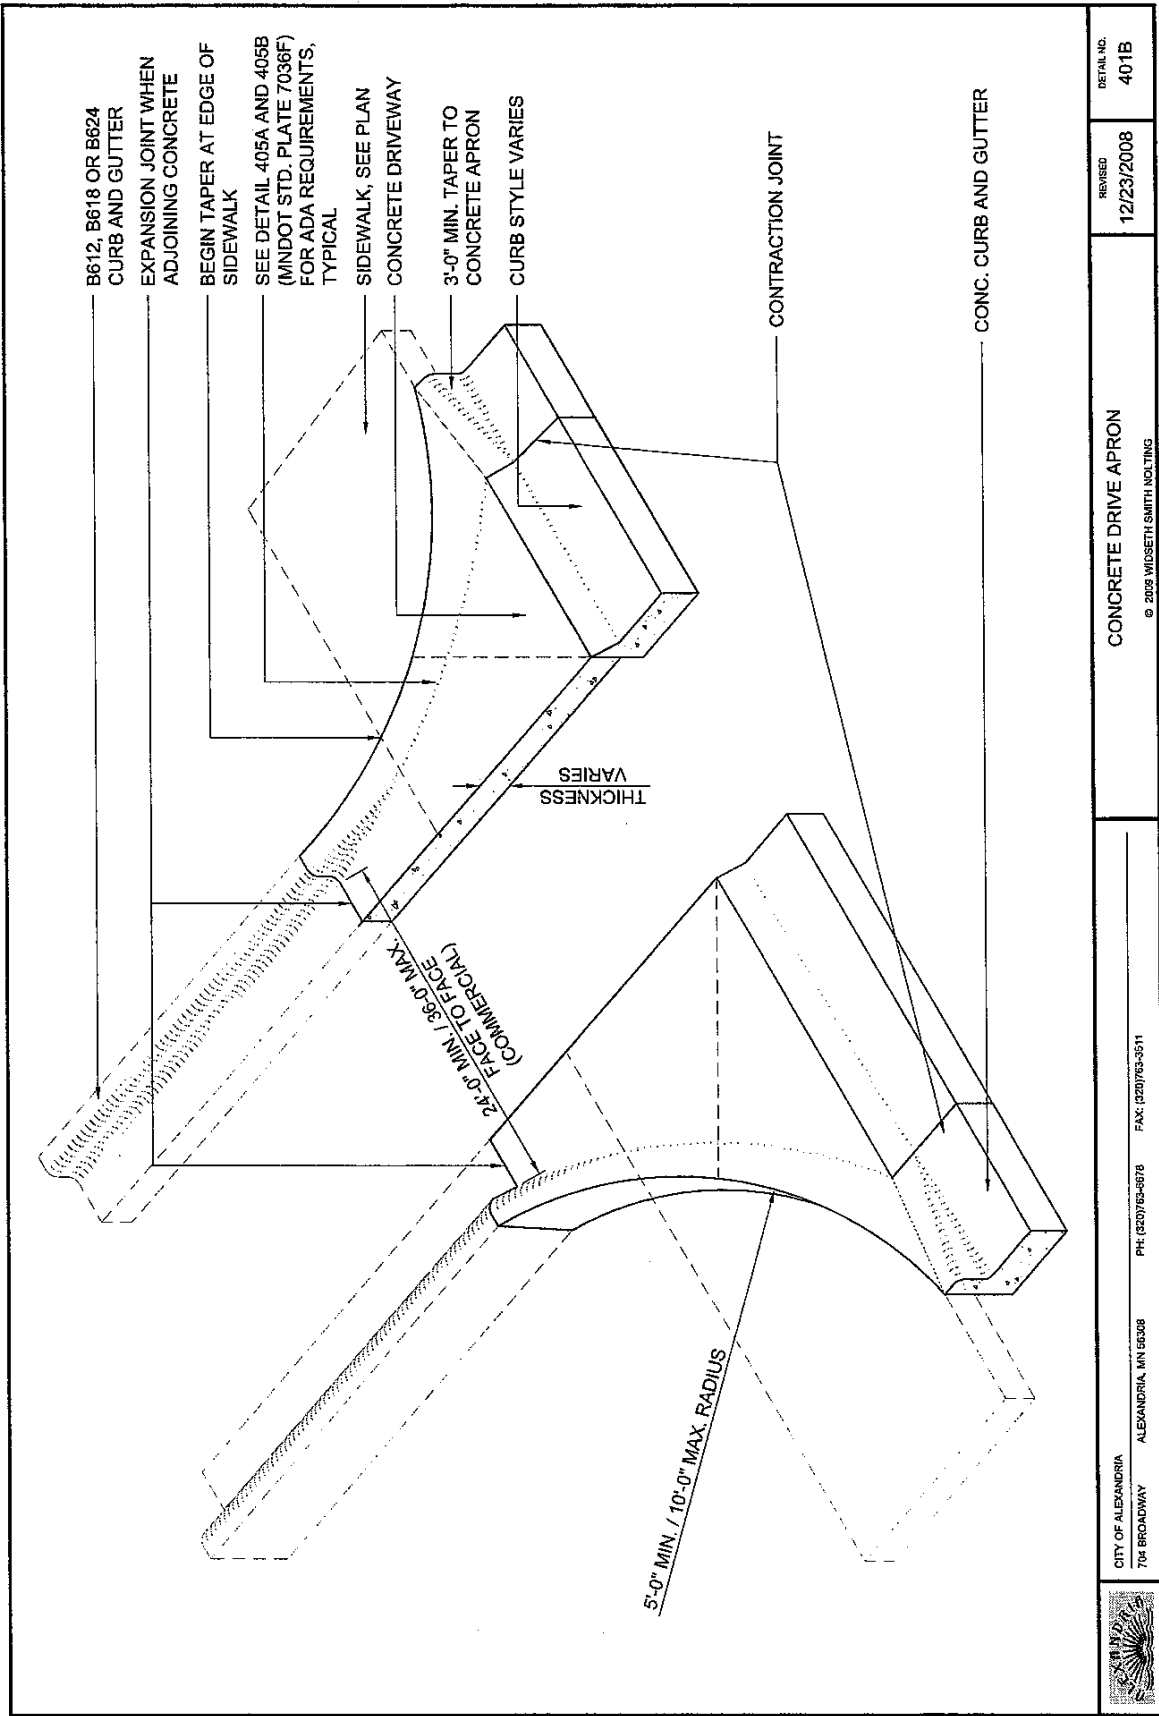 B612, B618 OR B624
CURB AND GUTTER
EXPANSION JOINT WHEN
ADJOINING CONCRETE
BEGIN TAPER AT EDGE OF
SIDEWALK
SEE DETAIL 405A AND 405B
(MNDOT STD. PLATE 7036F)
FOR ADA REQUIREMENTS,
TYPICAL
SIDEWALK, SEE PLAN
CONCRETE DRIVEWAY
3'-0" MIN. TAPER TO
CONCRETE APRON
CURB STYLE VARIES
CONTRACTION JOINT
CONC. CURB AND GUTTER
THICKNESS
VARIES
24'-0" MIN. / 36'-0" MAX.
FACE TO FACE
(COMMERCIAL)
5'-0" MIN. / 10'-0" MAX. RADIUS
CITY OF ALEXANDRIA
704 BROADWAY ALEXANDRIA, MN 56308 PH: (320)763-6678 FAX: (320)763-3511
CONCRETE DRIVE APRON
© 2009 WIDSETH SMITH NOLTING
REVISED
12/23/2008
DETAIL NO.
401B